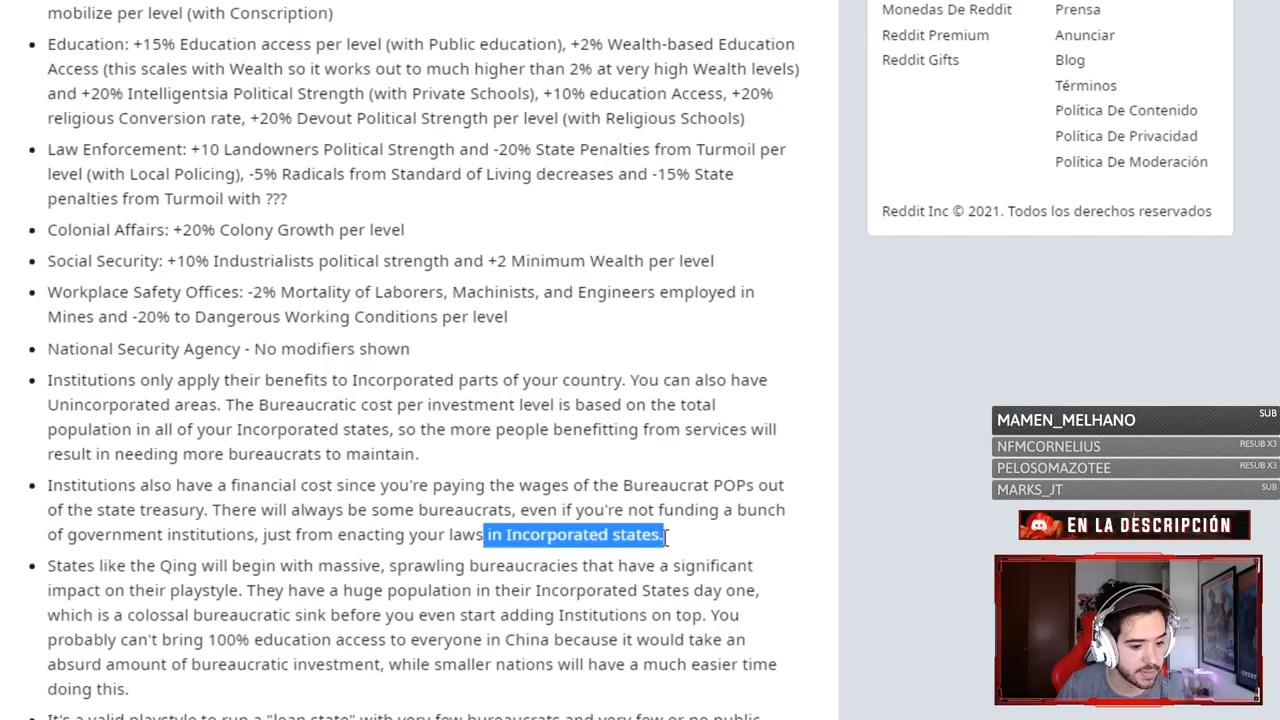 mobilize per level (with Conscription)
Education: +15% Education access per level (with Public education), +2% Wealth-based Education
Access (this scales with Wealth so it works out to much higher than 2% at very high Wealth levels)
and +20% Intelligentsia Political Strength (with Private Schools), +10% education Access, +20%
religious Conversion rate, +20% Devout Political Strength per level (with Religious Schools)
Law Enforcement: +10 Landowners Political Strength and -20% State Penalties from Turmoil per
level (with Local Policing), -5% Radicals from Standard of Living decreases and -15% State
penalties from Turmoil with ???
Colonial Affairs: +20% Colony Growth per level
Social Security: +10% Industrialists political strength and +2 Minimum Wealth per level
Workplace Safety Offices: -2% Mortality of Laborers, Machinists, and Engineers employed in
Mines and -20% to Dangerous Working Conditions per level
National Security Agency - No modifiers shown
Institutions only apply their benefits to Incorporated parts of your country. You can also have
Unincorporated areas. The Bureaucratic cost per investment level is based on the total
population in all of your Incorporated states, so the more people benefitting from services will
result in needing more bureaucrats to maintain.
Institutions also have a financial cost since you're paying the wages of the Bureaucrat POPs out
of the state treasury. There will always be some bureaucrats, even if you're not funding a bunch
of government institutions, just from enacting your laws in Incorporated states.
States like the Qing will begin with massive, sprawling bureaucracies that have a significant
impact on their playstyle. They have a huge population in their Incorporated States day one,
which is a colossal bureaucratic sink before you even start adding Institutions on top. You
probably can't bring 100% education access to everyone in China because it would take an
absurd amount of bureaucratic investment, while smaller nations will have a much easier time
doing this.
It's a valid playstyle to run a "lean state" with very few bureaucrats and very few or no public
Monedas De Reddit
Reddit Premium
Reddit Gifts
Prensa
Anunciar
Blog
Términos
Política De Contenido
Política De Privacidad
Política De Moderación
Reddit Inc © 2021. Todos los derechos reservados
MAMEN_MELHANO SUB
NFMCORNELIUS RESUB X3
PELOSOMAZOTEE RESUB X3
MARKS_JT SUB
EN LA DESCRIPCIÓN